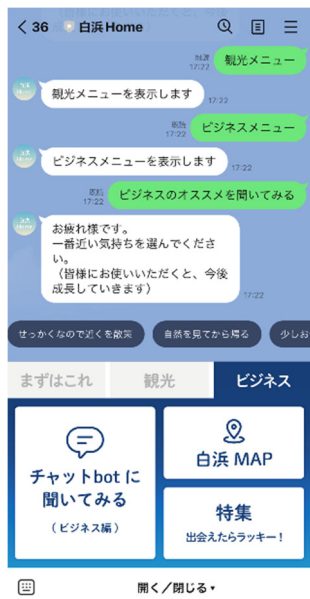 36 白浜Home
既読
17:22
観光メニュー
観光メニューを表示します
17:22
既読
17:22
ビジネスメニュー
ビジネスメニューを表示します
17:22
既読
17:22
ビジネスのオススメを聞いてみる
お疲れ様です。
一番近い気持ちを選んでくださ
い。
（皆様にお使いいただくと、今後
成長していきます）
17:22
せっかくなので近くを散策
自然を見てから帰る
少しお
まずはこれ
観光
ビジネス
チャットbotに
聞いてみる
（ビジネス編）
白浜 MAP
特集
出会えたらラッキー！
開く／閉じる